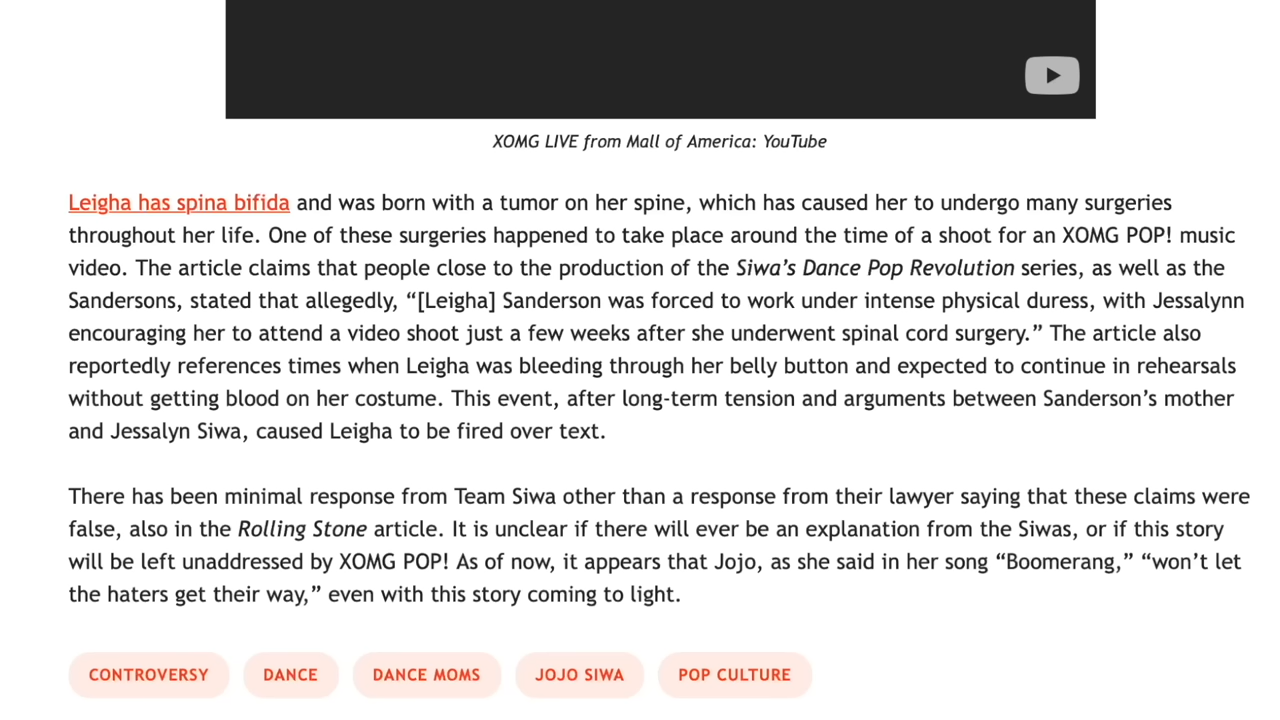 XOMG LIVE from Mall of America: YouTube
Leigha has spina bifida and was born with a tumor on her spine, which has caused her to undergo many surgeries
throughout her life. One of these surgeries happened to take place around the time of a shoot for an XOMG POP! music
video. The article claims that people close to the production of the Siwa’s Dance Pop Revolution series, as well as the
Sandersons, stated that allegedly, “[Leigha] Sanderson was forced to work under intense physical duress, with Jessalynn
encouraging her to attend a video shoot just a few weeks after she underwent spinal cord surgery.” The article also
reportedly references times when Leigha was bleeding through her belly button and expected to continue in rehearsals
without getting blood on her costume. This event, after long-term tension and arguments between Sanderson’s mother
and Jessalyn Siwa, caused Leigha to be fired over text.
There has been minimal response from Team Siwa other than a response from their lawyer saying that these claims were
false, also in the Rolling Stone article. It is unclear if there will ever be an explanation from the Siwas, or if this story
will be left unaddressed by XOMG POP! As of now, it appears that Jojo, as she said in her song “Boomerang,” “won’t let
the haters get their way,” even with this story coming to light.
CONTROVERSY DANCE DANCE MOMS JOJO SIWA POP CULTURE